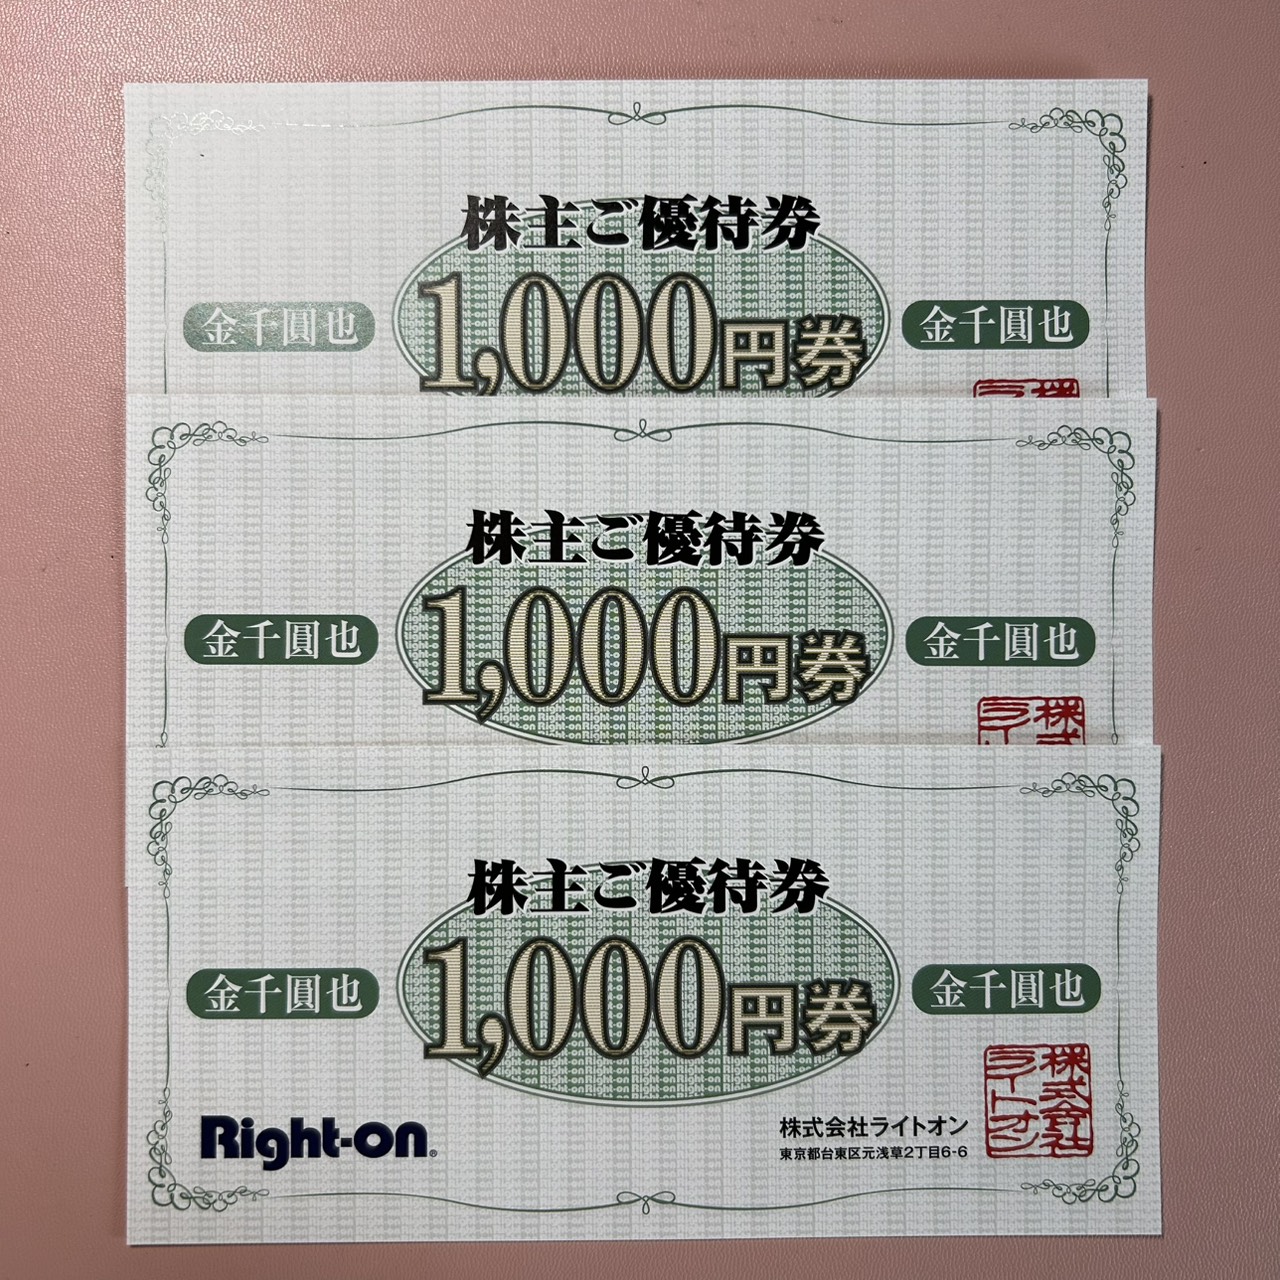 株主ご優待券
1,000円券
金千圓也
金千圓也
株主ご優待券
1,000円券
金千圓也
金千圓也
株主ご優待券
1,000円券
金千圓也
金千圓也
Right-on®
株式会社ライトオン
東京都台東区元浅草2丁目6-6
株式会社
ライトオン